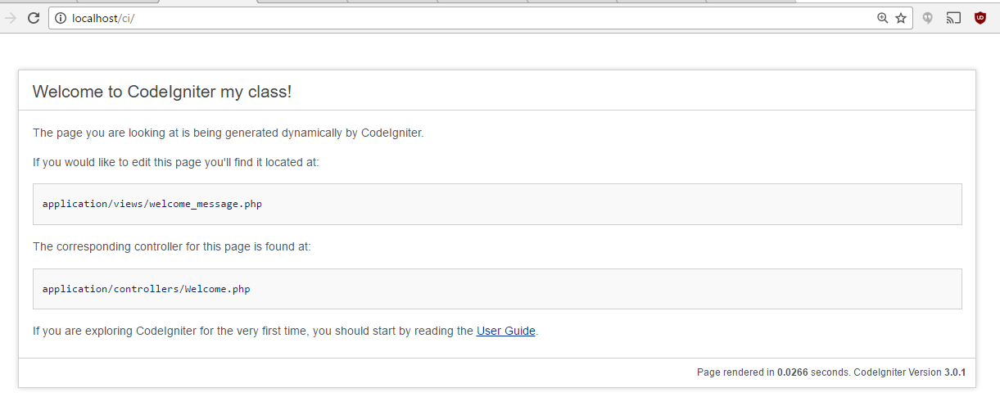 localhost/ci/
Welcome to CodeIgniter my class!
The page you are looking at is being generated dynamically by CodeIgniter.
If you would like to edit this page you'll find it located at:
application/views/welcome_message.php
The corresponding controller for this page is found at:
application/controllers/Welcome.php
If you are exploring CodeIgniter for the very first time, you should start by reading the User Guide.
Page rendered in 0.0266 seconds. CodeIgniter Version 3.0.1